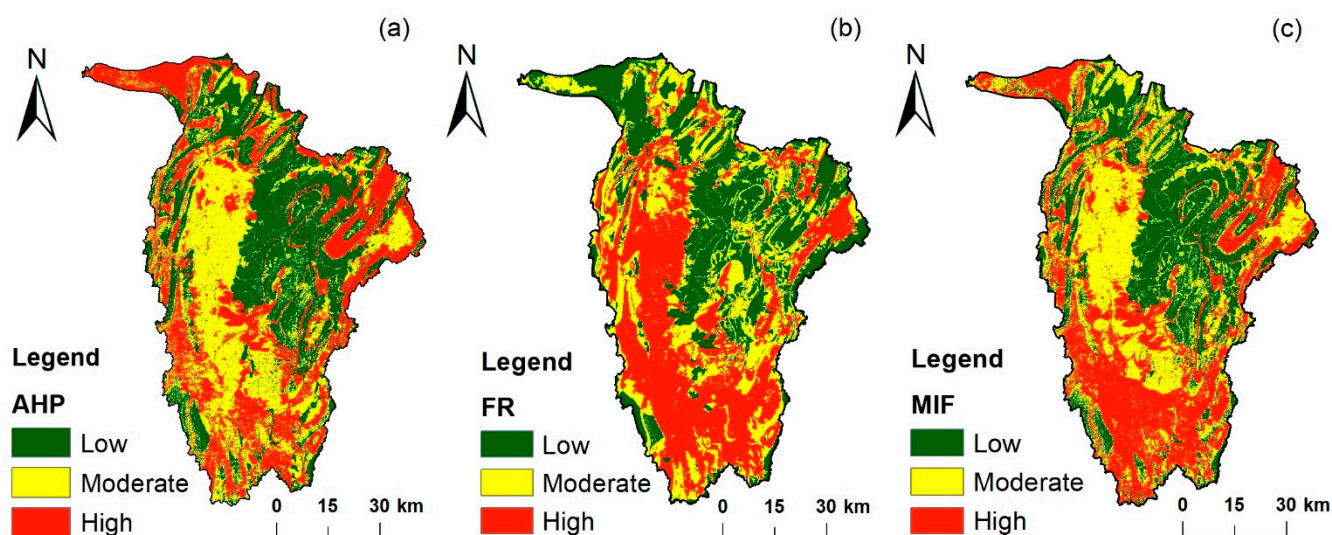 (a)
N
Legend
AHP
Low
Moderate
High
0 15 30 km
(b)
N
Legend
FR
Low
Moderate
High
0 15 30 km
(c)
N
Legend
MIF
Low
Moderate
High
0 15 30 km